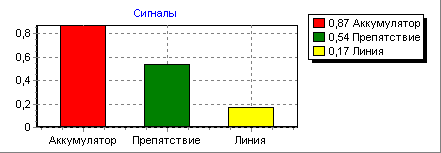 Сигналы
0,8
0,6
0,4
0,2
0
Аккумулятор Препятствие Линия
0,87 Аккумулятор
0,54 Препятствие
0,17 Линия